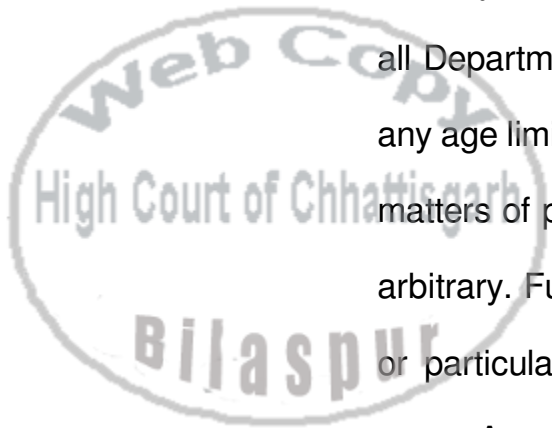 Web Copy
all Departm
any age lim
High Court of Chhattisgarh
matters of p
arbitrary. Fu
Bilaspur
or particula